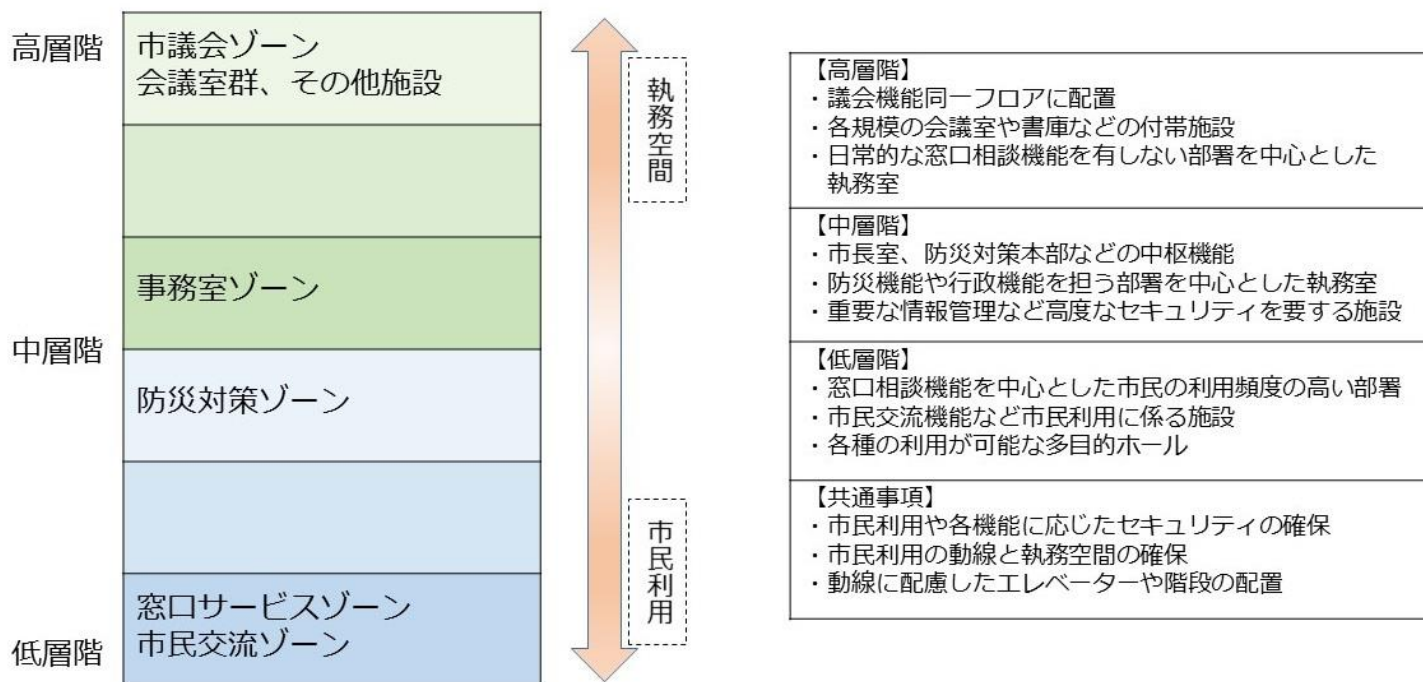 高層階
市議会ゾーン
会議室群、その他施設
事務室ゾーン
中層階
防災対策ゾーン
窓口サービスゾーン
市民交流ゾーン
低層階
執務空間
市民利用
【高層階】
・議会機能同一フロアに配置
・各規模の会議室や書庫などの付帯施設
・日常的な窓口相談機能を有しない部署を中心とした
執務室
【中層階】
・市長室、防災対策本部などの中枢機能
・防災機能や行政機能を担う部署を中心とした執務室
・重要な情報管理など高度なセキュリティを要する施設
【低層階】
・窓口相談機能を中心とした市民の利用頻度の高い部署
・市民交流機能など市民利用に係る施設
・各種の利用が可能な多目的ホール
【共通事項】
・市民利用や各機能に応じたセキュリティの確保
・市民利用の動線と執務空間の確保
・動線に配慮したエレベーターや階段の配置